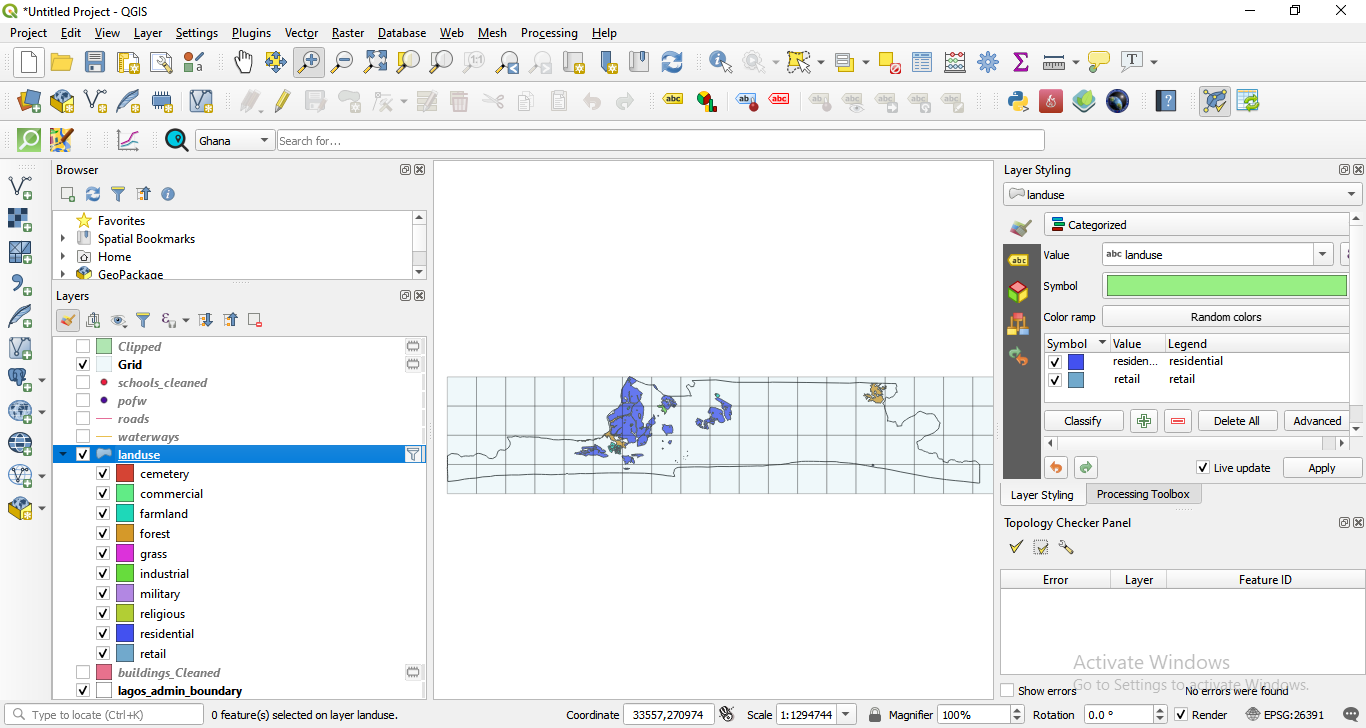 *Untitled Project - QGIS
Project Edit View Layer Settings Plugins Vector Raster Database Web Mesh Processing Help
Ghana Search for...
Browser
Favorites
Spatial Bookmarks
Home
GeoPackage
Layers
Clipped
Grid
schools_cleaned
pofw
roads
waterways
landuse
cemetery
commercial
farmland
forest
grass
industrial
military
religious
residential
retail
buildings_Cleaned
lagos_admin_boundary
Layer Styling
landuse
Categorized
Value abc landuse
Symbol
Color ramp Random colors
Symbol Value Legend
residen... residential
retail retail
Classify Delete All Advanced
Live update Apply
Layer Styling Processing Toolbox
Topology Checker Panel
Error Layer Feature ID
Activate Windows
Go to Settings to activate Windows.
Show errors No errors were found
Type to locate (Ctrl+K) 0 feature(s) selected on layer landuse. Coordinate 33557,270974 Scale 1:1294744 Magnifier 100% Rotation 0.0 ° Render EPSG:26391